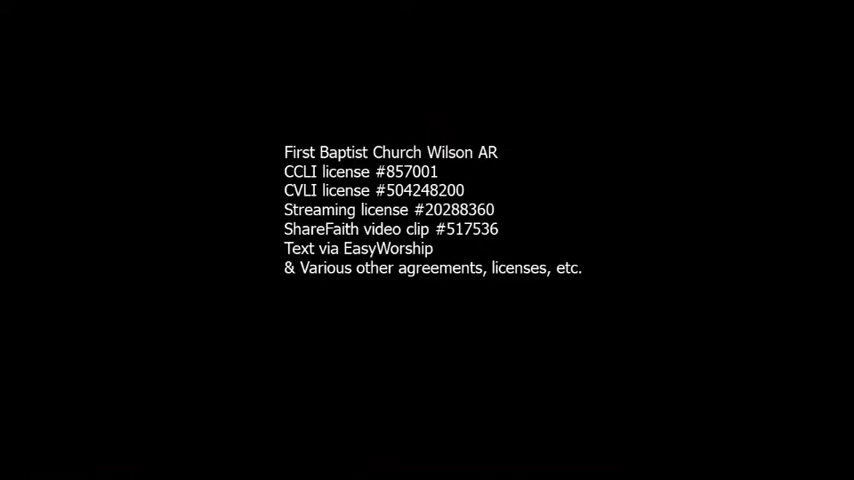 First Baptist Church Wilson AR
CCLI license #857001
CVLI license #504248200
Streaming license #20288360
ShareFaith video clip #517536
Text via EasyWorship
& Various other agreements, licenses, etc.